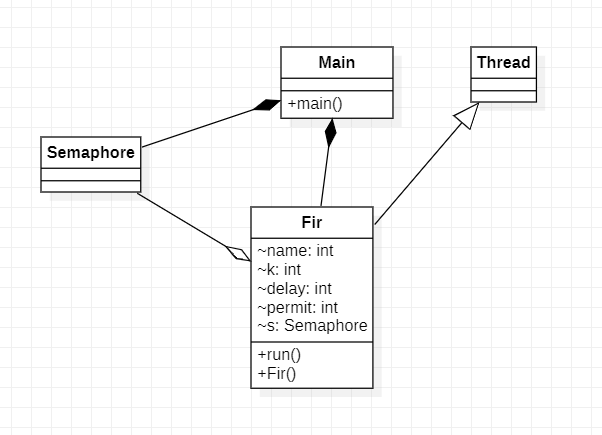 Main
+main()
Thread
Semaphore
Fir
~name: int
~k: int
~delay: int
~permit: int
~s: Semaphore
+run()
+Fir()